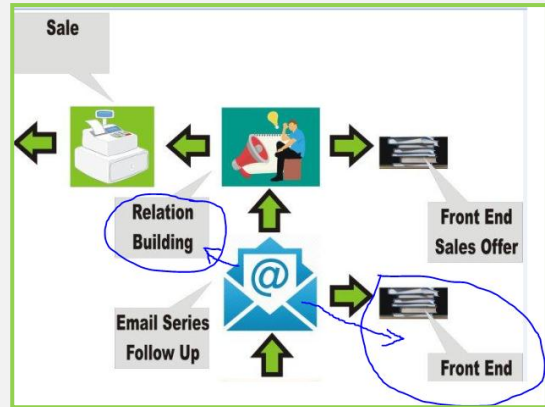 Sale
Relation
Building
Front End
Sales Offer
@
Email Series
Follow Up
Front End